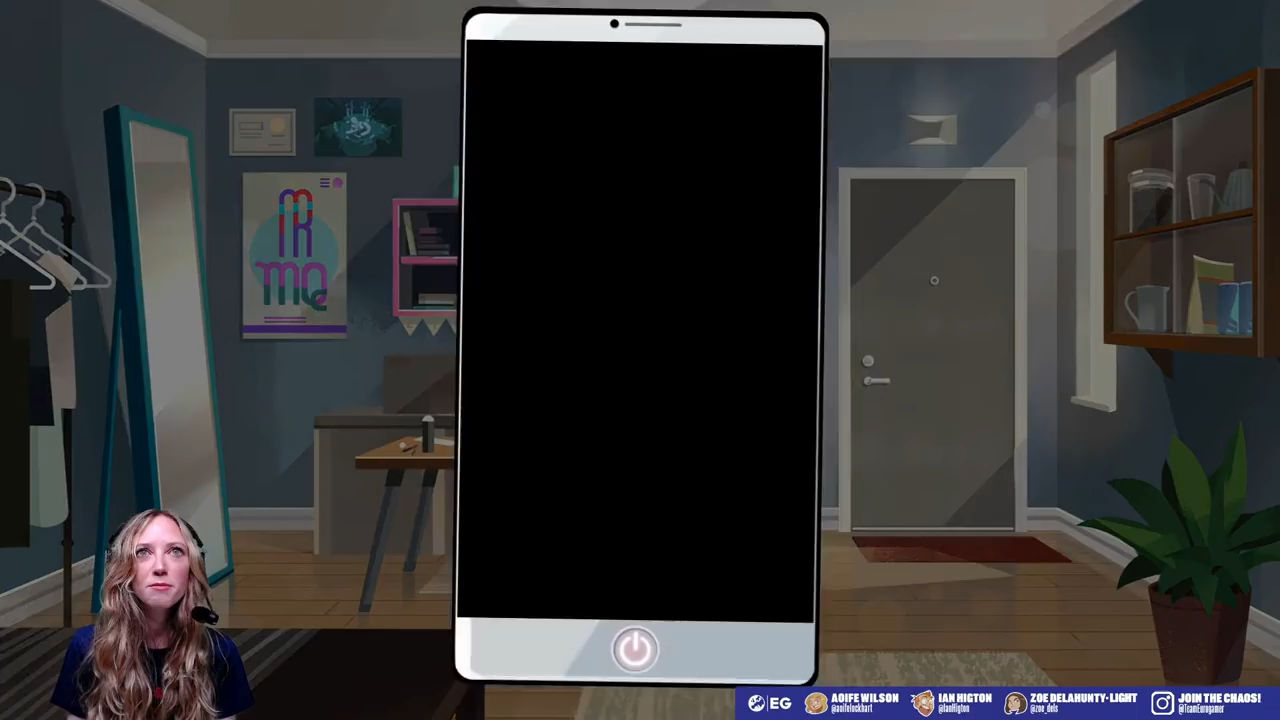 EG
AOIFE WILSON
@aoifelockhart
IAN HIGTON
@IanHigton
ZOE DELAHUNTY-LIGHT
@zoe_dels
JOIN THE CHAOS!
@TeamEurogamer